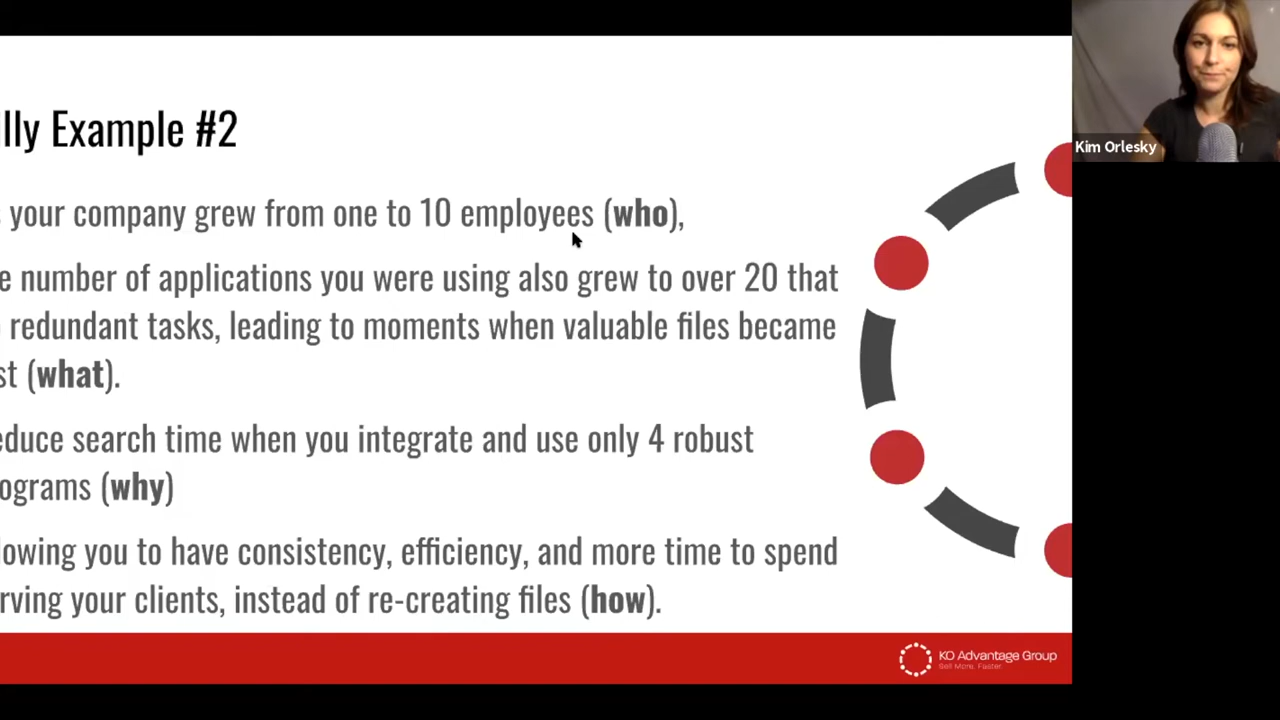 lly Example #2
s your company grew from one to 10 employees (who),
e number of applications you were using also grew to over 20 that
o redundant tasks, leading to moments when valuable files became
st (what).
educe search time when you integrate and use only 4 robust
ograms (why)
lowing you to have consistency, efficiency, and more time to spend
rving your clients, instead of re-creating files (how).
KO Advantage Group
Sell More, Faster.
Kim Orlesky